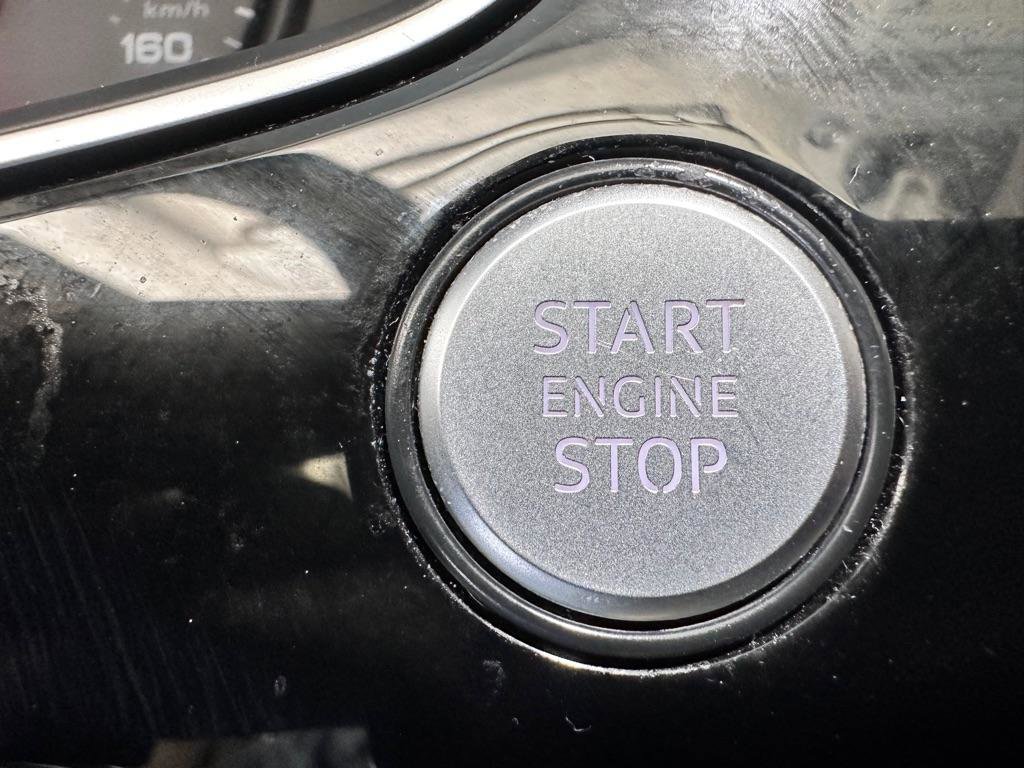 km/h
160
START
ENGINE
STOP